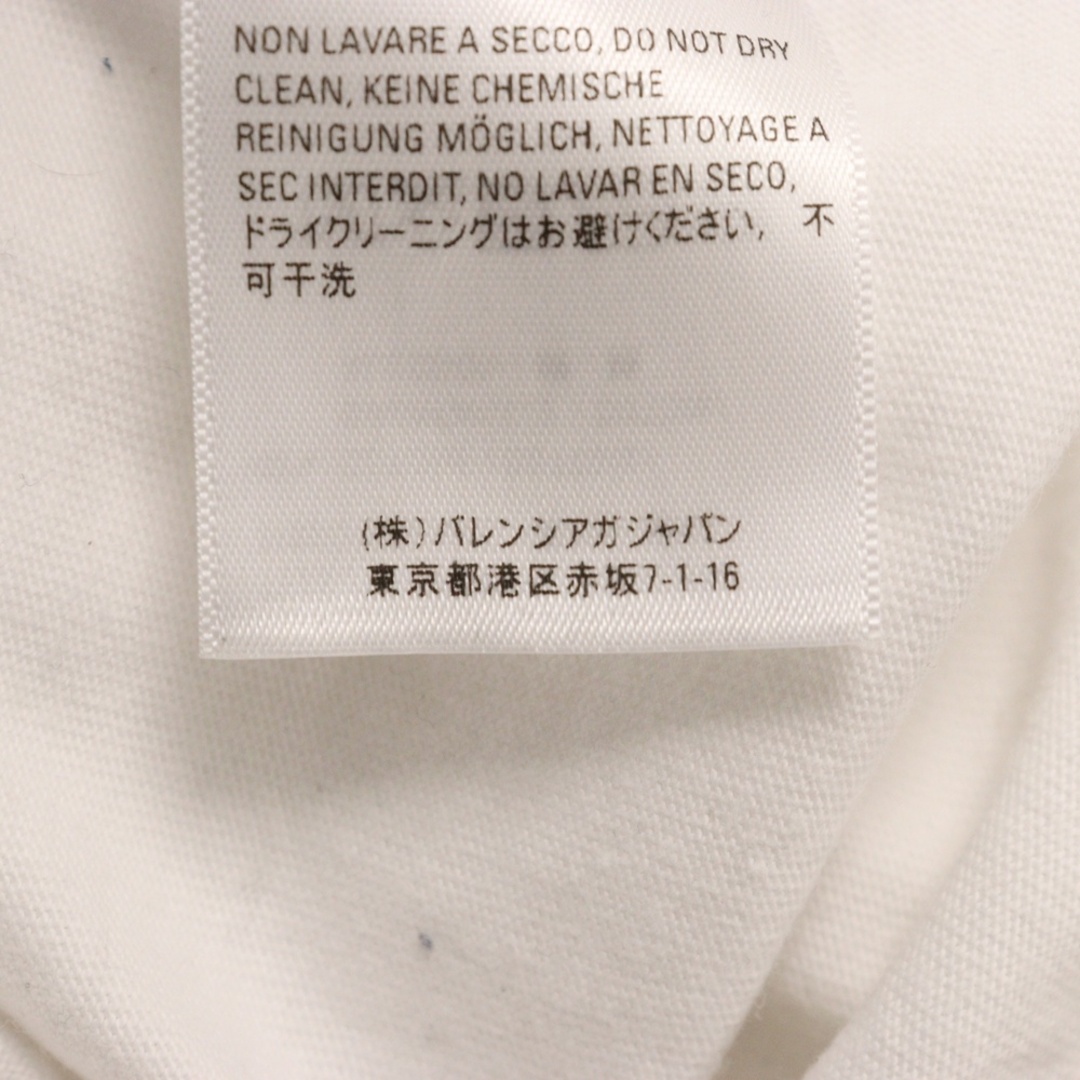 NON LAVARE A SECCO, DO NOT DRY
CLEAN, KEINE CHEMISCHE
REINIGUNG MÖGLICH, NETTOYAGE A
SEC INTERDIT, NO LAVAR EN SECO,
ドライクリーニングはお避けください, 不
可干洗
(株)バレンシアガジャパン
東京都港区赤坂7-1-16